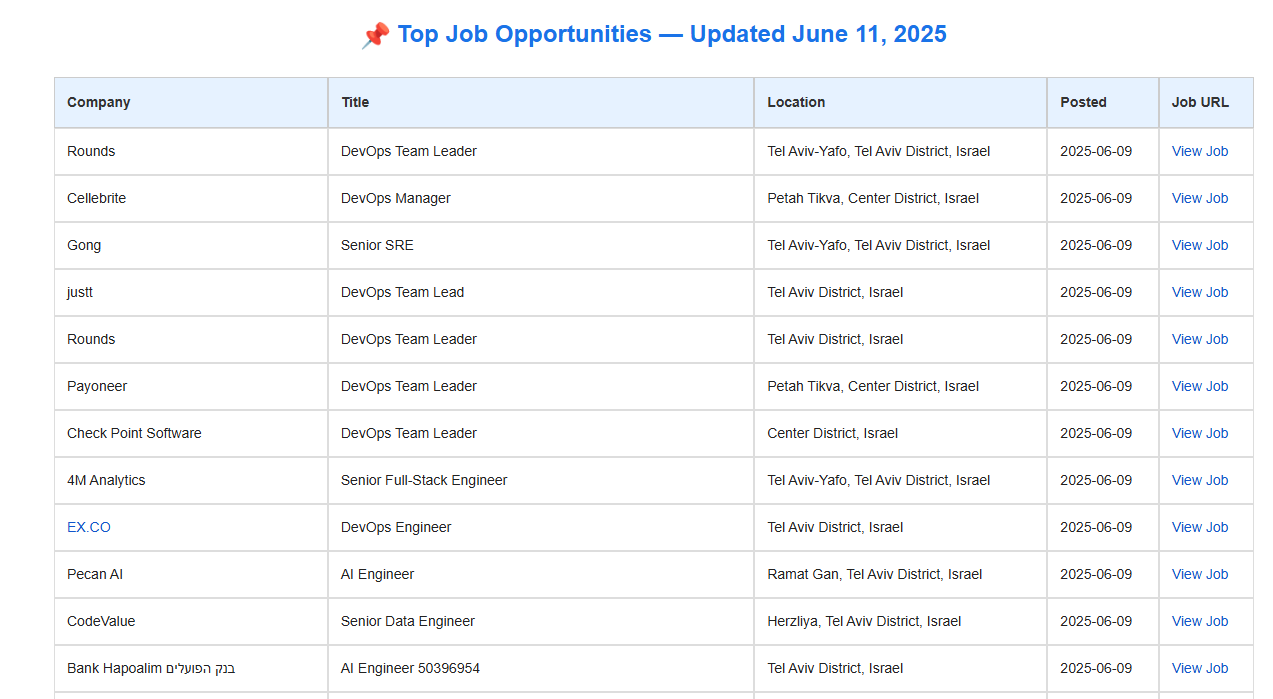 📌 Top Job Opportunities — Updated June 11, 2025
Company Title Location Posted Job URL
Rounds DevOps Team Leader Tel Aviv-Yafo, Tel Aviv District, Israel 2025-06-09 View Job
Cellebrite DevOps Manager Petah Tikva, Center District, Israel 2025-06-09 View Job
Gong Senior SRE Tel Aviv-Yafo, Tel Aviv District, Israel 2025-06-09 View Job
justt DevOps Team Lead Tel Aviv District, Israel 2025-06-09 View Job
Rounds DevOps Team Leader Tel Aviv District, Israel 2025-06-09 View Job
Payoneer DevOps Team Leader Petah Tikva, Center District, Israel 2025-06-09 View Job
Check Point Software DevOps Team Leader Center District, Israel 2025-06-09 View Job
4M Analytics Senior Full-Stack Engineer Tel Aviv-Yafo, Tel Aviv District, Israel 2025-06-09 View Job
EX.CO DevOps Engineer Tel Aviv District, Israel 2025-06-09 View Job
Pecan AI AI Engineer Ramat Gan, Tel Aviv District, Israel 2025-06-09 View Job
CodeValue Senior Data Engineer Herzliya, Tel Aviv District, Israel 2025-06-09 View Job
Bank Hapoalim בנק הפועלים AI Engineer 50396954 Tel Aviv District, Israel 2025-06-09 View Job